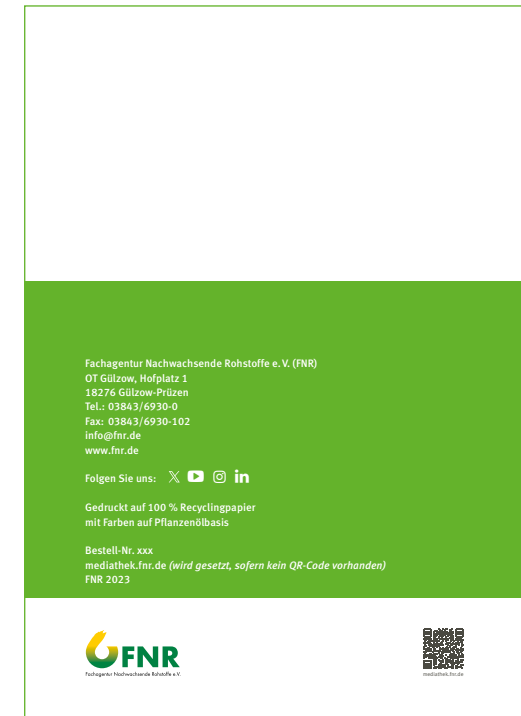 Fachagentur Nachwachsende Rohstoffe e. V. (FNR)
OT Gülzow, Hofplatz 1
18276 Gülzow-Prüzen
Tel.: 03843/6930-0
Fax: 03843/6930-102
info@fnr.de
www.fnr.de
Folgen Sie uns:
Gedruckt auf 100 % Recyclingpapier
mit Farben auf Pflanzenölbasis
Bestell-Nr. xxx
mediathek.fnr.de (wird gesetzt, sofern kein QR-Code vorhanden)
FNR 2023
FNR
Fachagentur Nachwachsende Rohstoffe e.V.
mediathek.fnr.de